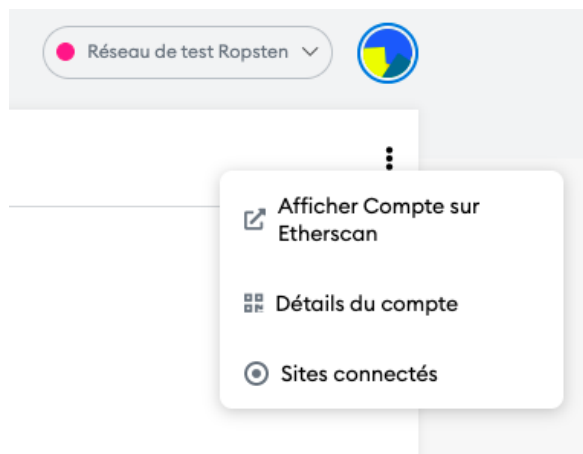 Réseau de test Ropsten
Afficher Compte sur
Etherscan
Détails du compte
Sites connectés